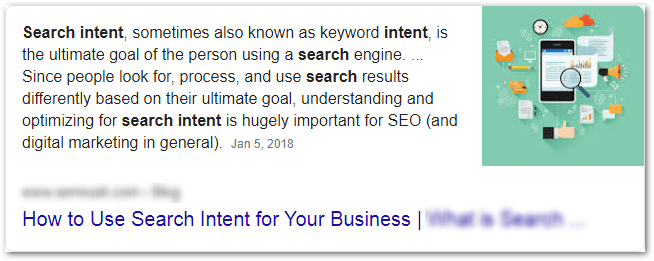 Search intent, sometimes also known as keyword intent, is
the ultimate goal of the person using a search engine. ...
Since people look for, process, and use search results
differently based on their ultimate goal, understanding and
optimizing for search intent is hugely important for SEO (and
digital marketing in general). Jan 5, 2018
How to Use Search Intent for Your Business |